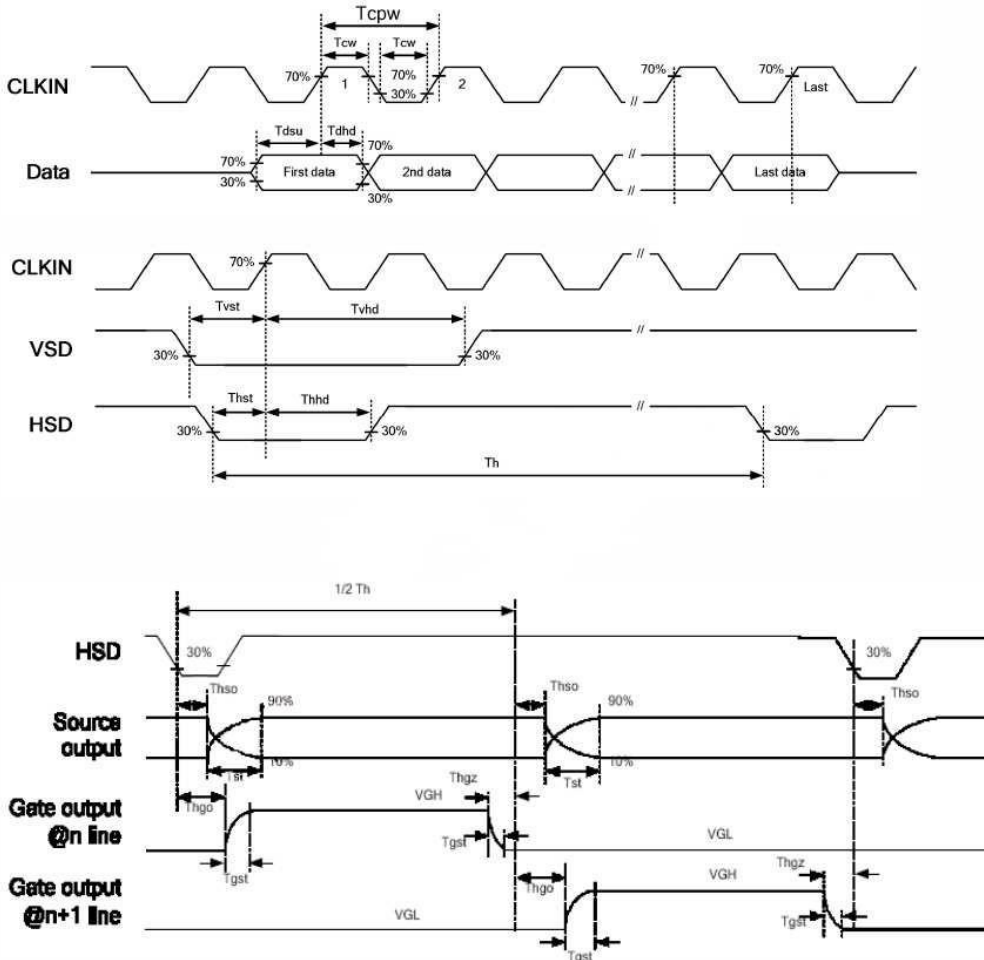 Tcpw
Tcw
Tcw
CLKIN
70%
1
70%
30%
2
//
70%
70%
Last
Tdsu
Tdhd
Data
70%
30%
First data
70%
30%
2nd data
//
//
Last data
CLKIN
70%
//
Tvst
Tvhd
VSD
30%
30%
//
Thst
Thhd
HSD
30%
30%
//
30%
Th
1/2 Th
HSD
30%
30%
Thso
90%
Thso
90%
Thso
Source
output
Tst
10%
Tst
10%
Gate output
@n line
Thgo
VGH
Thgz
Tgst
Tgst
VGL
Gate output
@n+1 line
VGL
Thgo
VGH
Thgz
Tgst
Tgst